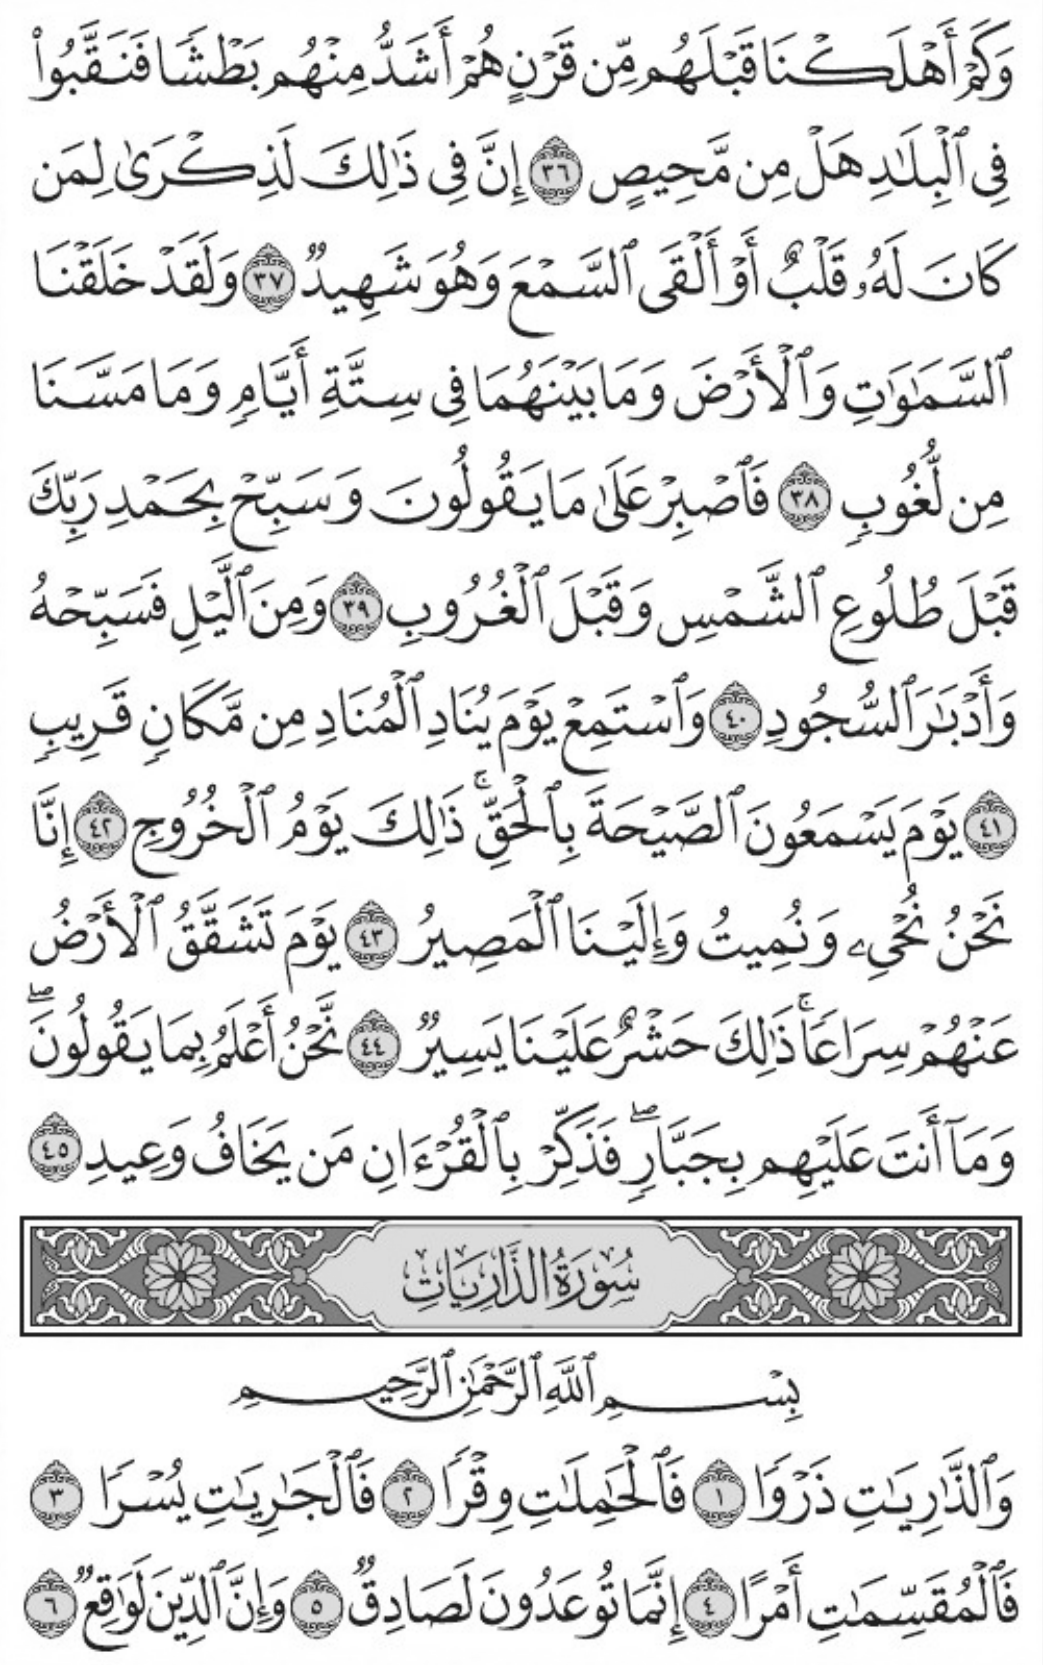 وَكَمْ أَهْلَكْنَا قَبْلَهُم مِّن قَرْنٍ هُمْ أَشَدُّ مِنْهُم بَطْشًا فَنَقَّبُوا۟
فِى ٱلْبِلَـٰدِ هَلْ مِن مَّحِيصٍ ٣٦ إِنَّ فِى ذَٰلِكَ لَذِكْرَىٰ لِمَن
كَانَ لَهُۥ قَلْبٌ أَوْ أَلْقَى ٱلسَّمْعَ وَهُوَ شَهِيدٌ ٣٧ وَلَقَدْ خَلَقْنَا
ٱلسَّمَـٰوَٰتِ وَٱلْأَرْضَ وَمَا بَيْنَهُمَا فِى سِتَّةِ أَيَّامٍ وَمَا مَسَّنَا
مِن لُّغُوبٍ ٣٨ فَٱصْبِرْ عَلَىٰ مَا يَقُولُونَ وَسَبِّحْ بِحَمْدِ رَبِّكَ
قَبْلَ طُلُوعِ ٱلشَّمْسِ وَقَبْلَ ٱلْغُرُوبِ ٣٩ وَمِنَ ٱلَّيْلِ فَسَبِّحْهُ
وَأَدْبَـٰرَ ٱلسُّجُودِ ٤٠ وَٱسْتَمِعْ يَوْمَ يُنَادِ ٱلْمُنَادِ مِن مَّكَانٍ قَرِيبٍ
٤١ يَوْمَ يَسْمَعُونَ ٱلصَّيْحَةَ بِٱلْحَقِّ ۚ ذَٰلِكَ يَوْمُ ٱلْخُرُوجِ ٤٢ إِنَّا
نَحْنُ نُحْىِۦ وَنُمِيتُ وَإِلَيْنَا ٱلْمَصِيرُ ٤٣ يَوْمَ تَشَقَّقُ ٱلْأَرْضُ
عَنْهُمْ سِرَاعًا ۚ ذَٰلِكَ حَشْرٌ عَلَيْنَا يَسِيرٌ ٤٤ نَّحْنُ أَعْلَمُ بِمَا يَقُولُونَ ۖ
وَمَآ أَنتَ عَلَيْهِم بِجَبَّارٍ ۖ فَذَكِّرْ بِٱلْقُرْءَانِ مَن يَخَافُ وَعِيدِ ٤٥
سُورَةُ الذَّارِيَاتِ
بِسْمِ ٱللَّهِ ٱلرَّحْمَـٰنِ ٱلرَّحِيمِ
وَٱلذَّٰرِيَـٰتِ ذَرْوًا ١ فَٱلْحَـٰمِلَـٰتِ وِقْرًا ٢ فَٱلْجَـٰرِيَـٰتِ يُسْرًا ٣
فَٱلْمُقَسِّمَـٰتِ أَمْرًا ٤ إِنَّمَا تُوعَدُونَ لَصَادِقٌ ٥ وَإِنَّ ٱلدِّينَ لَوَٰقِعٌ ٦